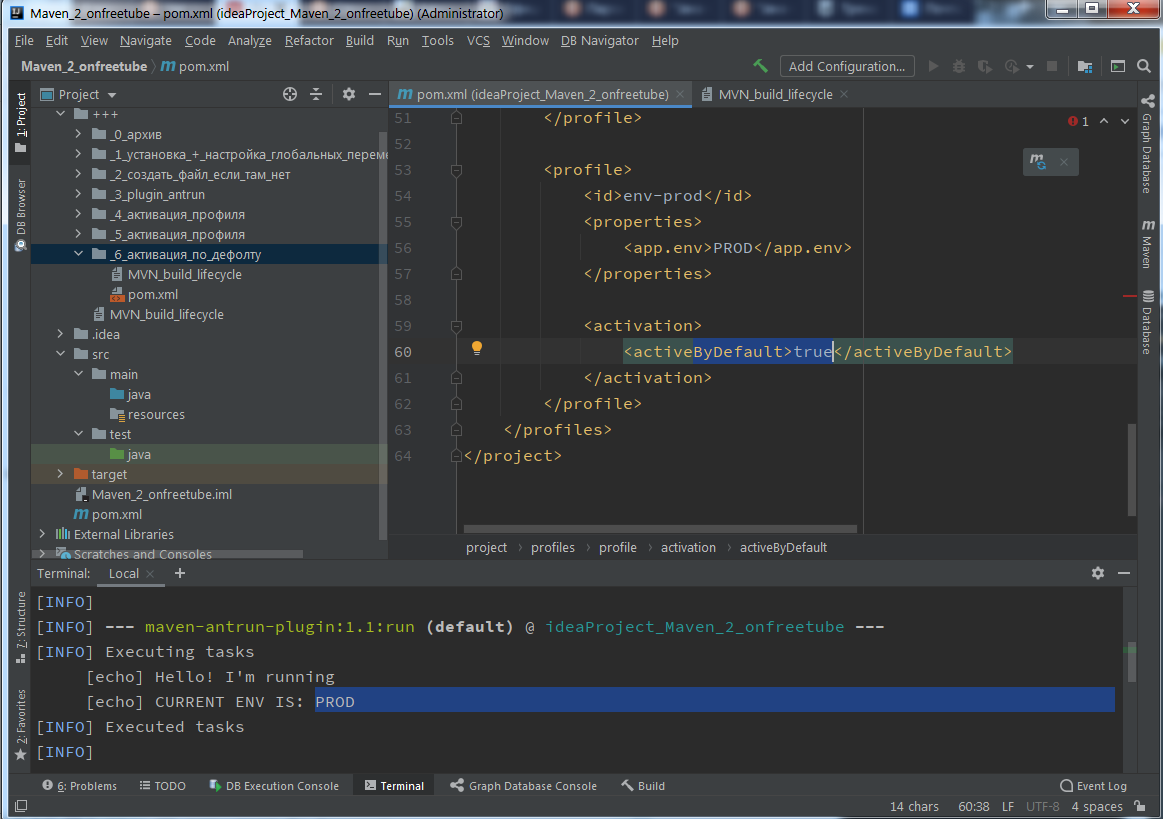 Maven_2_onfreetube – pom.xml (ideaProject_Maven_2_onfreetube) (Administrator)
File Edit View Navigate Code Analyze Refactor Build Run Tools VCS Window DB Navigator Help
Maven_2_onfreetube pom.xml
Add Configuration...
1: Project
DB Browser
7: Structure
2: Favorites
Project
+++
_0_архив
_1_установка_+_настройка_глобальных_переме
_2_создать_файл_если_там_нет
_3_plugin_antrun
_4_активация_профиля
_5_активация_профиля
_6_активация_по_дефолту
MVN_build_lifecycle
pom.xml
MVN_build_lifecycle
.idea
src
main
java
resources
test
java
target
Maven_2_onfreetube.iml
pom.xml
External Libraries
Scratches and Consoles
pom.xml (ideaProject_Maven_2_onfreetube) MVN_build_lifecycle
1
51 </profile>
52
53 <profile>
54 <id>env-prod</id>
55 <properties>
56 <app.env>PROD</app.env>
57 </properties>
58
59 <activation>
60 <activeByDefault>true</activeByDefault>
61 </activation>
62 </profile>
63 </profiles>
64 </project>
project profiles profile activation activeByDefault
Graph Database
Maven
Database
Terminal: Local +
[INFO]
[INFO] --- maven-antrun-plugin:1.1:run (default) @ ideaProject_Maven_2_onfreetube ---
[INFO] Executing tasks
[echo] Hello! I'm running
[echo] CURRENT ENV IS: PROD
[INFO] Executed tasks
[INFO]
6: Problems TODO DB Execution Console Terminal Graph Database Console Build Event Log
14 chars 60:38 LF UTF-8 4 spaces